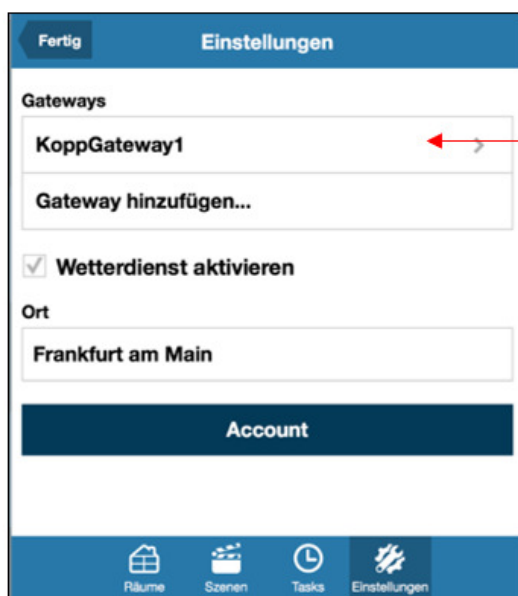 Fertig
Einstellungen
Gateways
KoppGateway1
Gateway hinzufügen...
Wetterdienst aktivieren
Ort
Frankfurt am Main
Account
Räume
Szenen
Tasks
Einstellungen